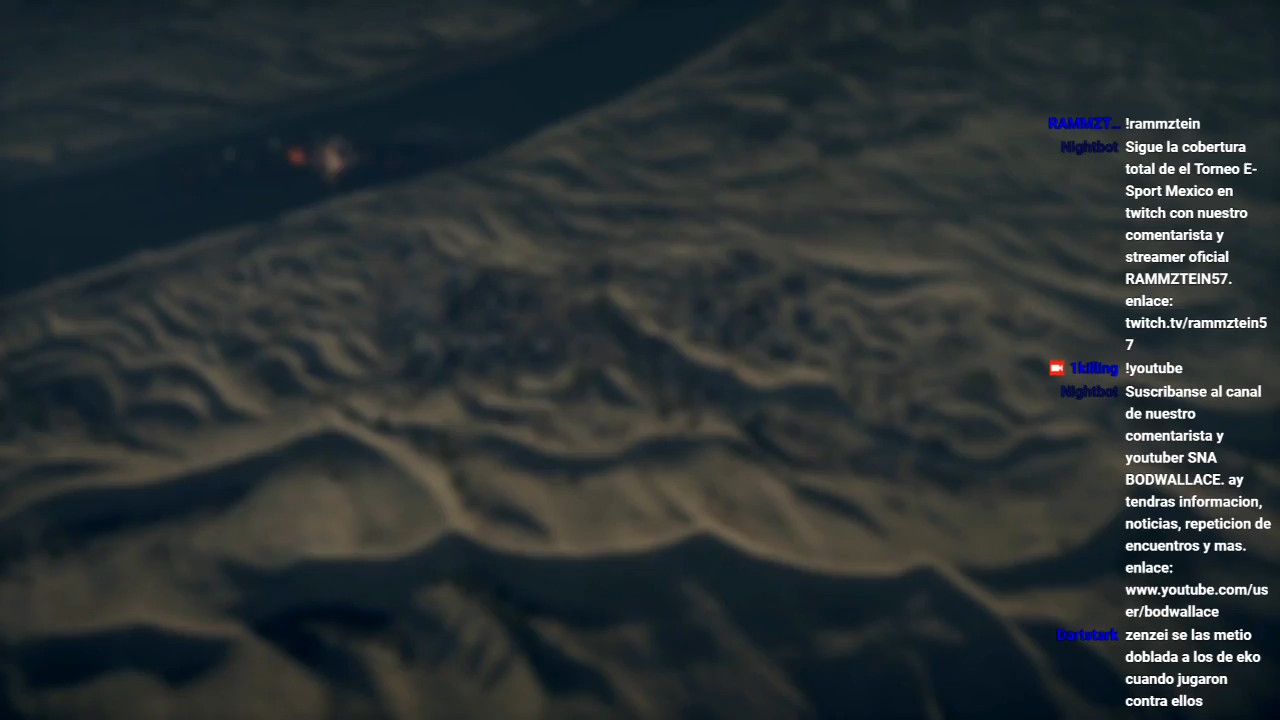 RAMMZT... !rammztein
Nightbot Sigue la cobertura
total de el Torneo E-
Sport Mexico en
twitch con nuestro
comentarista y
streamer oficial
RAMMZTEIN57.
enlace:
twitch.tv/rammztein5
7
1killing !youtube
Nightbot Suscribanse al canal
de nuestro
comentarista y
youtuber SNA
BODWALLACE. ay
tendras informacion,
noticias, repeticion de
encuentros y mas.
enlace:
www.youtube.com/us
er/bodwallace
Dartstark zenzei se las metio
doblada a los de eko
cuando jugaron
contra ellos